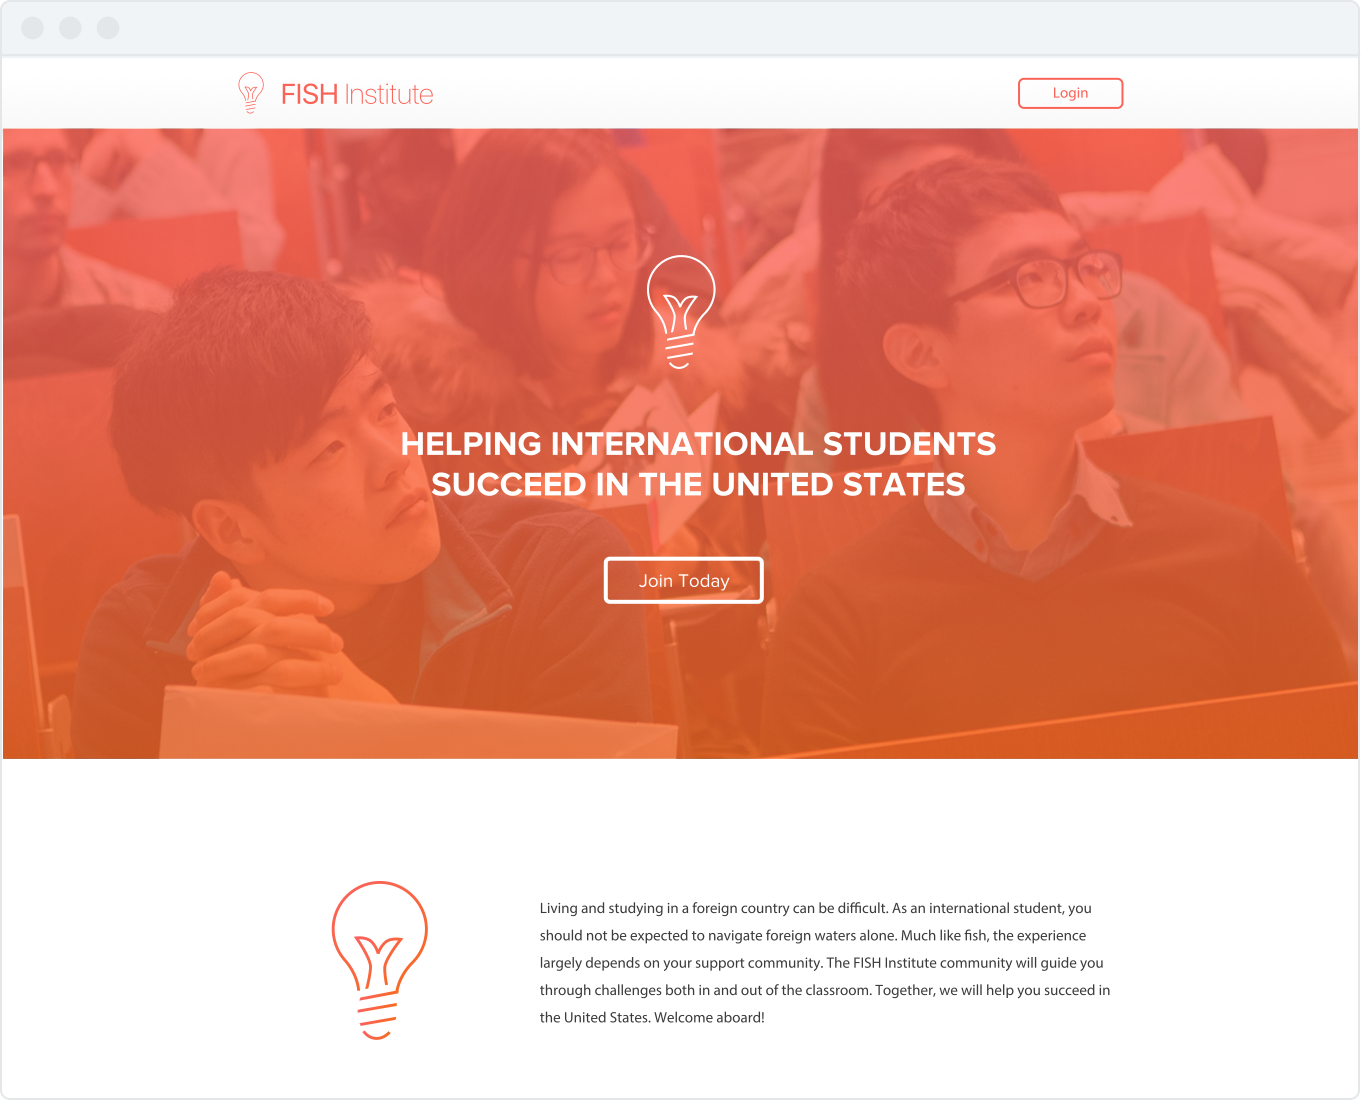 FISH Institute
Login
HELPING INTERNATIONAL STUDENTS
SUCCEED IN THE UNITED STATES
Join Today
Living and studying in a foreign country can be difficult. As an international student, you
should not be expected to navigate foreign waters alone. Much like fish, the experience
largely depends on your support community. The FISH Institute community will guide you
through challenges both in and out of the classroom. Together, we will help you succeed in
the United States. Welcome aboard!